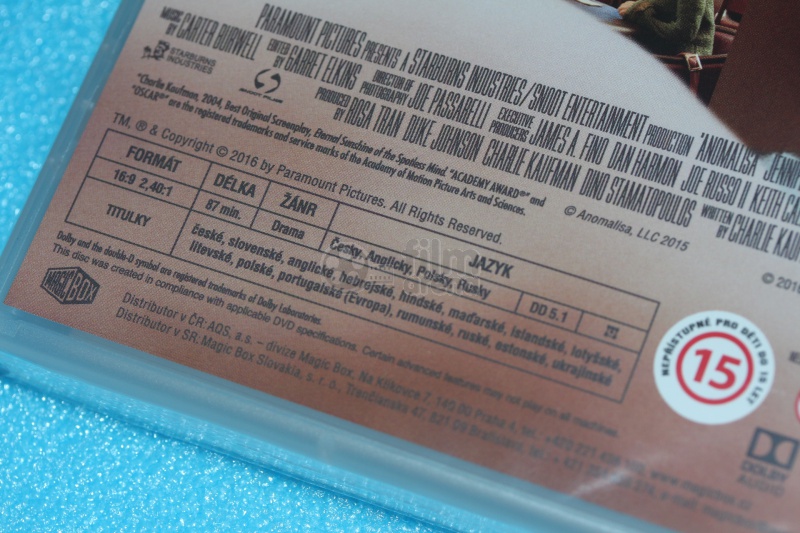 PARAMOUNT PICTURES PRESENTS A STARBURNS INDUSTRIES/SNOOT ENTERTAINMENT PRODUCTION "ANOMALISA"
MUSIC BY CARTER BURWELL EDITED BY GARRET ELKINS DIRECTOR OF PHOTOGRAPHY JOE PASSARELLI EXECUTIVE PRODUCERS JAMES A. FINO DAN HARMON JOE RUSSO II KEITH
PRODUCED BY ROSA TRAN DUKE JOHNSON CHARLIE KAUFMAN DINO STAMATOPOULOS WRITTEN BY CHARLIE
STARBURNS INDUSTRIES
*Charlie Kaufman, 2004, Best Original Screenplay, Eternal Sunshine of the Spotless Mind. "ACADEMY AWARD®" and
"OSCAR®" are the registered trademarks and service marks of the Academy of Motion Picture Arts and Sciences.
© Anomalisa, LLC 2015
TM, ® & Copyright © 2016 by Paramount Pictures. All Rights Reserved.
FORMÁT DÉLKA ŽÁNR JAZYK
16:9 2,40:1 87 min. Drama Česky, Anglicky, Polsky, Rusky DD 5.1
TITULKY české, slovenské, anglické, hebrejské, hindské, maďarské, islandské, lotyšské,
litevské, polské, portugalské (Evropa), rumunské, ruské, estonské, ukrajinské
Dolby and the double-D symbol are registered trademarks of Dolby Laboratories.
This disc was created in compliance with applicable DVD specifications. Certain advanced features may not play on all machines.
MAGIC BOX
Distributor v ČR: AQS, a.s. – divize Magic Box, Na Klikovce 7, 140 00 Praha 4, tel.:
Distributor v SR: Magic Box Slovakia, s. r. o., Trenčianska 47, 821 09 Bratislava, tel.:
NEPŘÍSTUPNÉ PRO DĚTI DO 15 LET
15
DOLBY
AUDIO